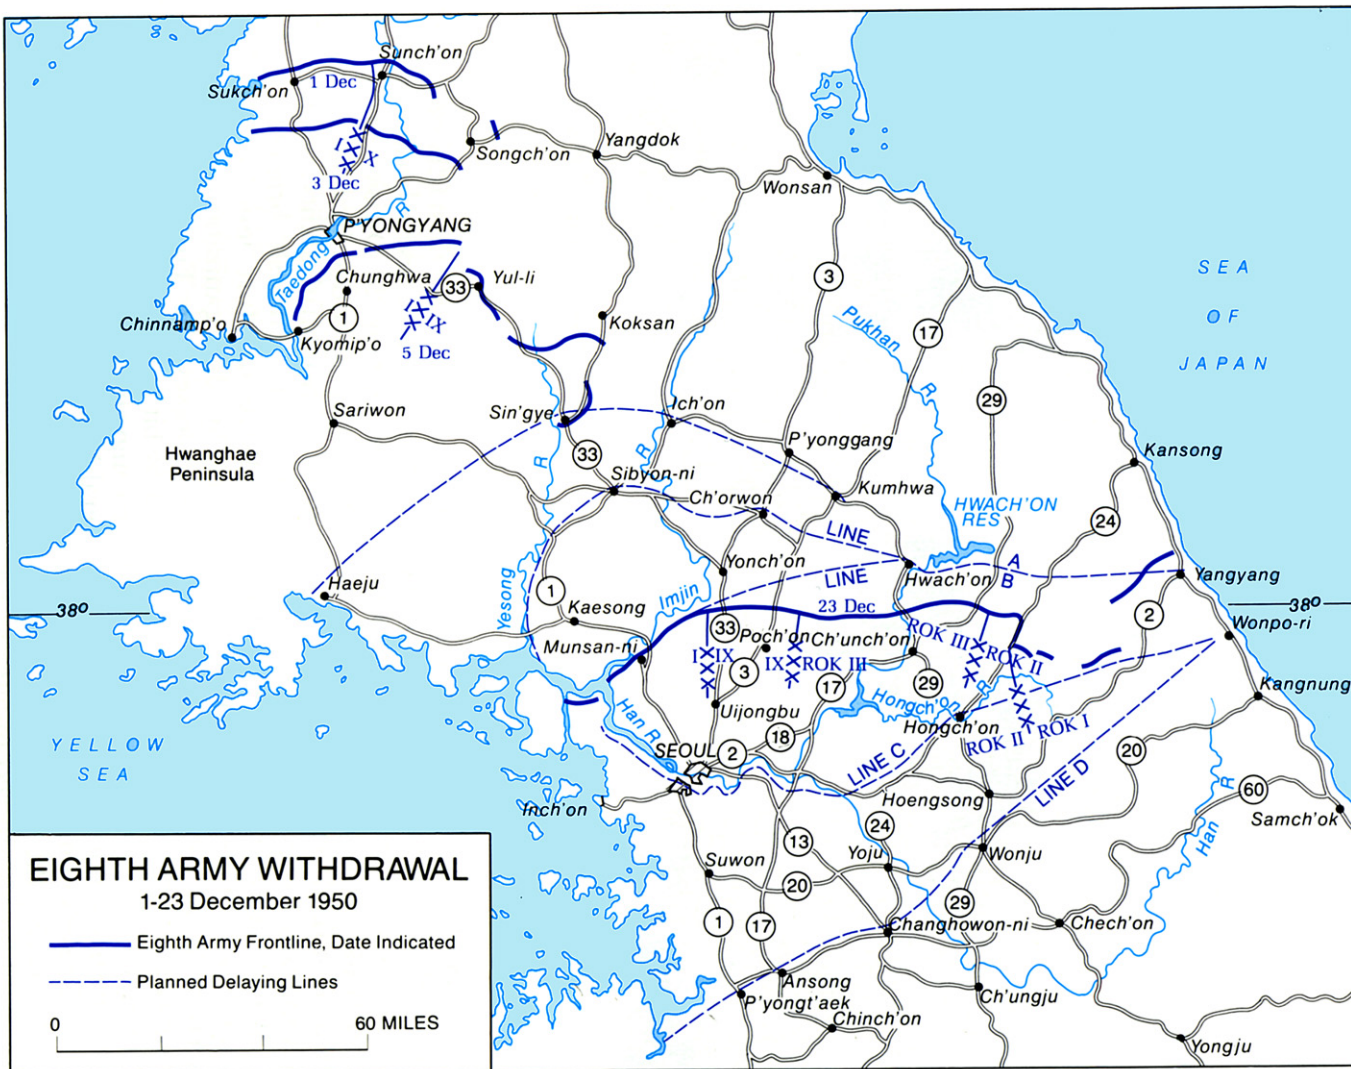 Sunch'on
Sukch'on
1 Dec
I X
3 Dec
Songch'on
Yangdok
Wonsan
R
P'YONGYANG
Taedong
Chunghwa
33
Yul-li
1
I IX
5 Dec
Chinnamp'o
Kyomip'o
Koksan
3
17
Pukhan
R
29
SEA
OF
JAPAN
Sariwon
Sin'gye
Ich'on
33
R
R
P'yonggang
Kansong
Hwanghae
Peninsula
Sibyon-ni
Ch'orwon
Kumhwa
HWACH'ON
RES
24
LINE
A
Yonch'on
Hwach'on
B
LINE
Yangyang
Haeju
1
Yesong
Imjin
23 Dec
2
38°
38°
Kaesong
33
Poch'on
Ch'unch'on
ROK III
ROK II
Wonpo-ri
Munsan-ni
I IX
3
IX ROK III
17
29
R
Hongch'on
Kangnung
Uijongbu
Han R
Hongch'on
ROK II
ROK I
18
SEOUL
2
LINE C
20
YELLOW
SEA
LINE D
Hoengsong
60
Han
R
Samch'ok
Inch'on
24
13
Suwon
Yoju
Wonju
20
29
1
17
Changhowon-ni
Chech'on
Ansong
P'yongt'aek
Ch'ungju
Chinch'on
Yongju
EIGHTH ARMY WITHDRAWAL
1-23 December 1950
Eighth Army Frontline, Date Indicated
Planned Delaying Lines
0
60 MILES